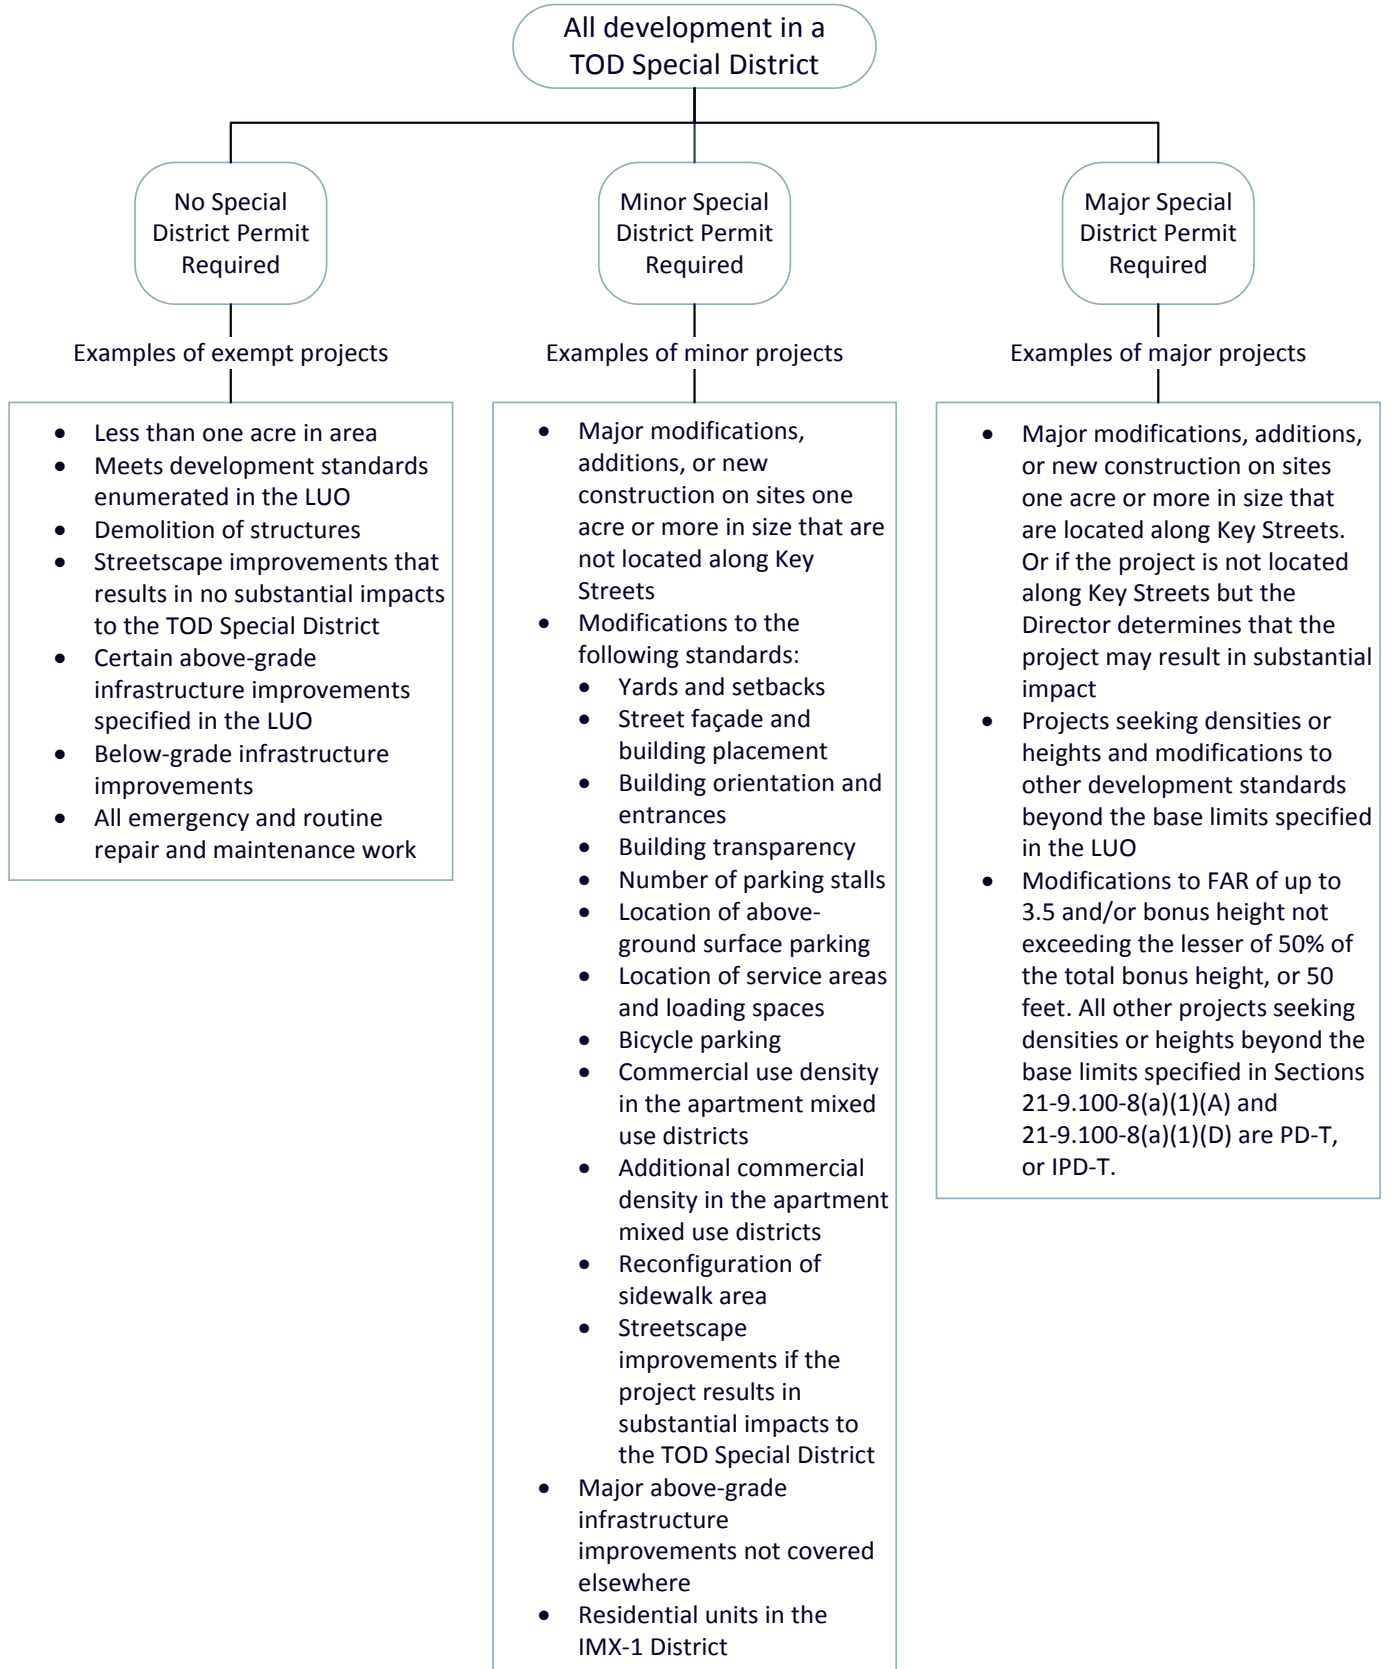 All development in a
TOD Special District
No Special
District Permit
Required
Minor Special
District Permit
Required
Major Special
District Permit
Required
Examples of exempt projects
Examples of minor projects
Examples of major projects
• Less than one acre in area
• Meets development standards
enumerated in the LUO
• Demolition of structures
• Streetscape improvements that
results in no substantial impacts
to the TOD Special District
• Certain above-grade
infrastructure improvements
specified in the LUO
• Below-grade infrastructure
improvements
• All emergency and routine
repair and maintenance work
• Major modifications,
additions, or new
construction on sites one
acre or more in size that are
not located along Key
Streets
• Modifications to the
following standards:
• Yards and setbacks
• Street façade and
building placement
• Building orientation and
entrances
• Building transparency
• Number of parking stalls
• Location of above-
ground surface parking
• Location of service areas
and loading spaces
• Bicycle parking
• Commercial use density
in the apartment mixed
use districts
• Additional commercial
density in the apartment
mixed use districts
• Reconfiguration of
sidewalk area
• Streetscape
improvements if the
project results in
substantial impacts to
the TOD Special District
• Major above-grade
infrastructure
improvements not covered
elsewhere
• Residential units in the
IMX-1 District
• Major modifications, additions,
or new construction on sites
one acre or more in size that
are located along Key Streets.
Or if the project is not located
along Key Streets but the
Director determines that the
project may result in substantial
impact
• Projects seeking densities or
heights and modifications to
other development standards
beyond the base limits specified
in the LUO
• Modifications to FAR of up to
3.5 and/or bonus height not
exceeding the lesser of 50% of
the total bonus height, or 50
feet. All other projects seeking
densities or heights beyond the
base limits specified in Sections
21-9.100-8(a)(1)(A) and
21-9.100-8(a)(1)(D) are PD-T,
or IPD-T.